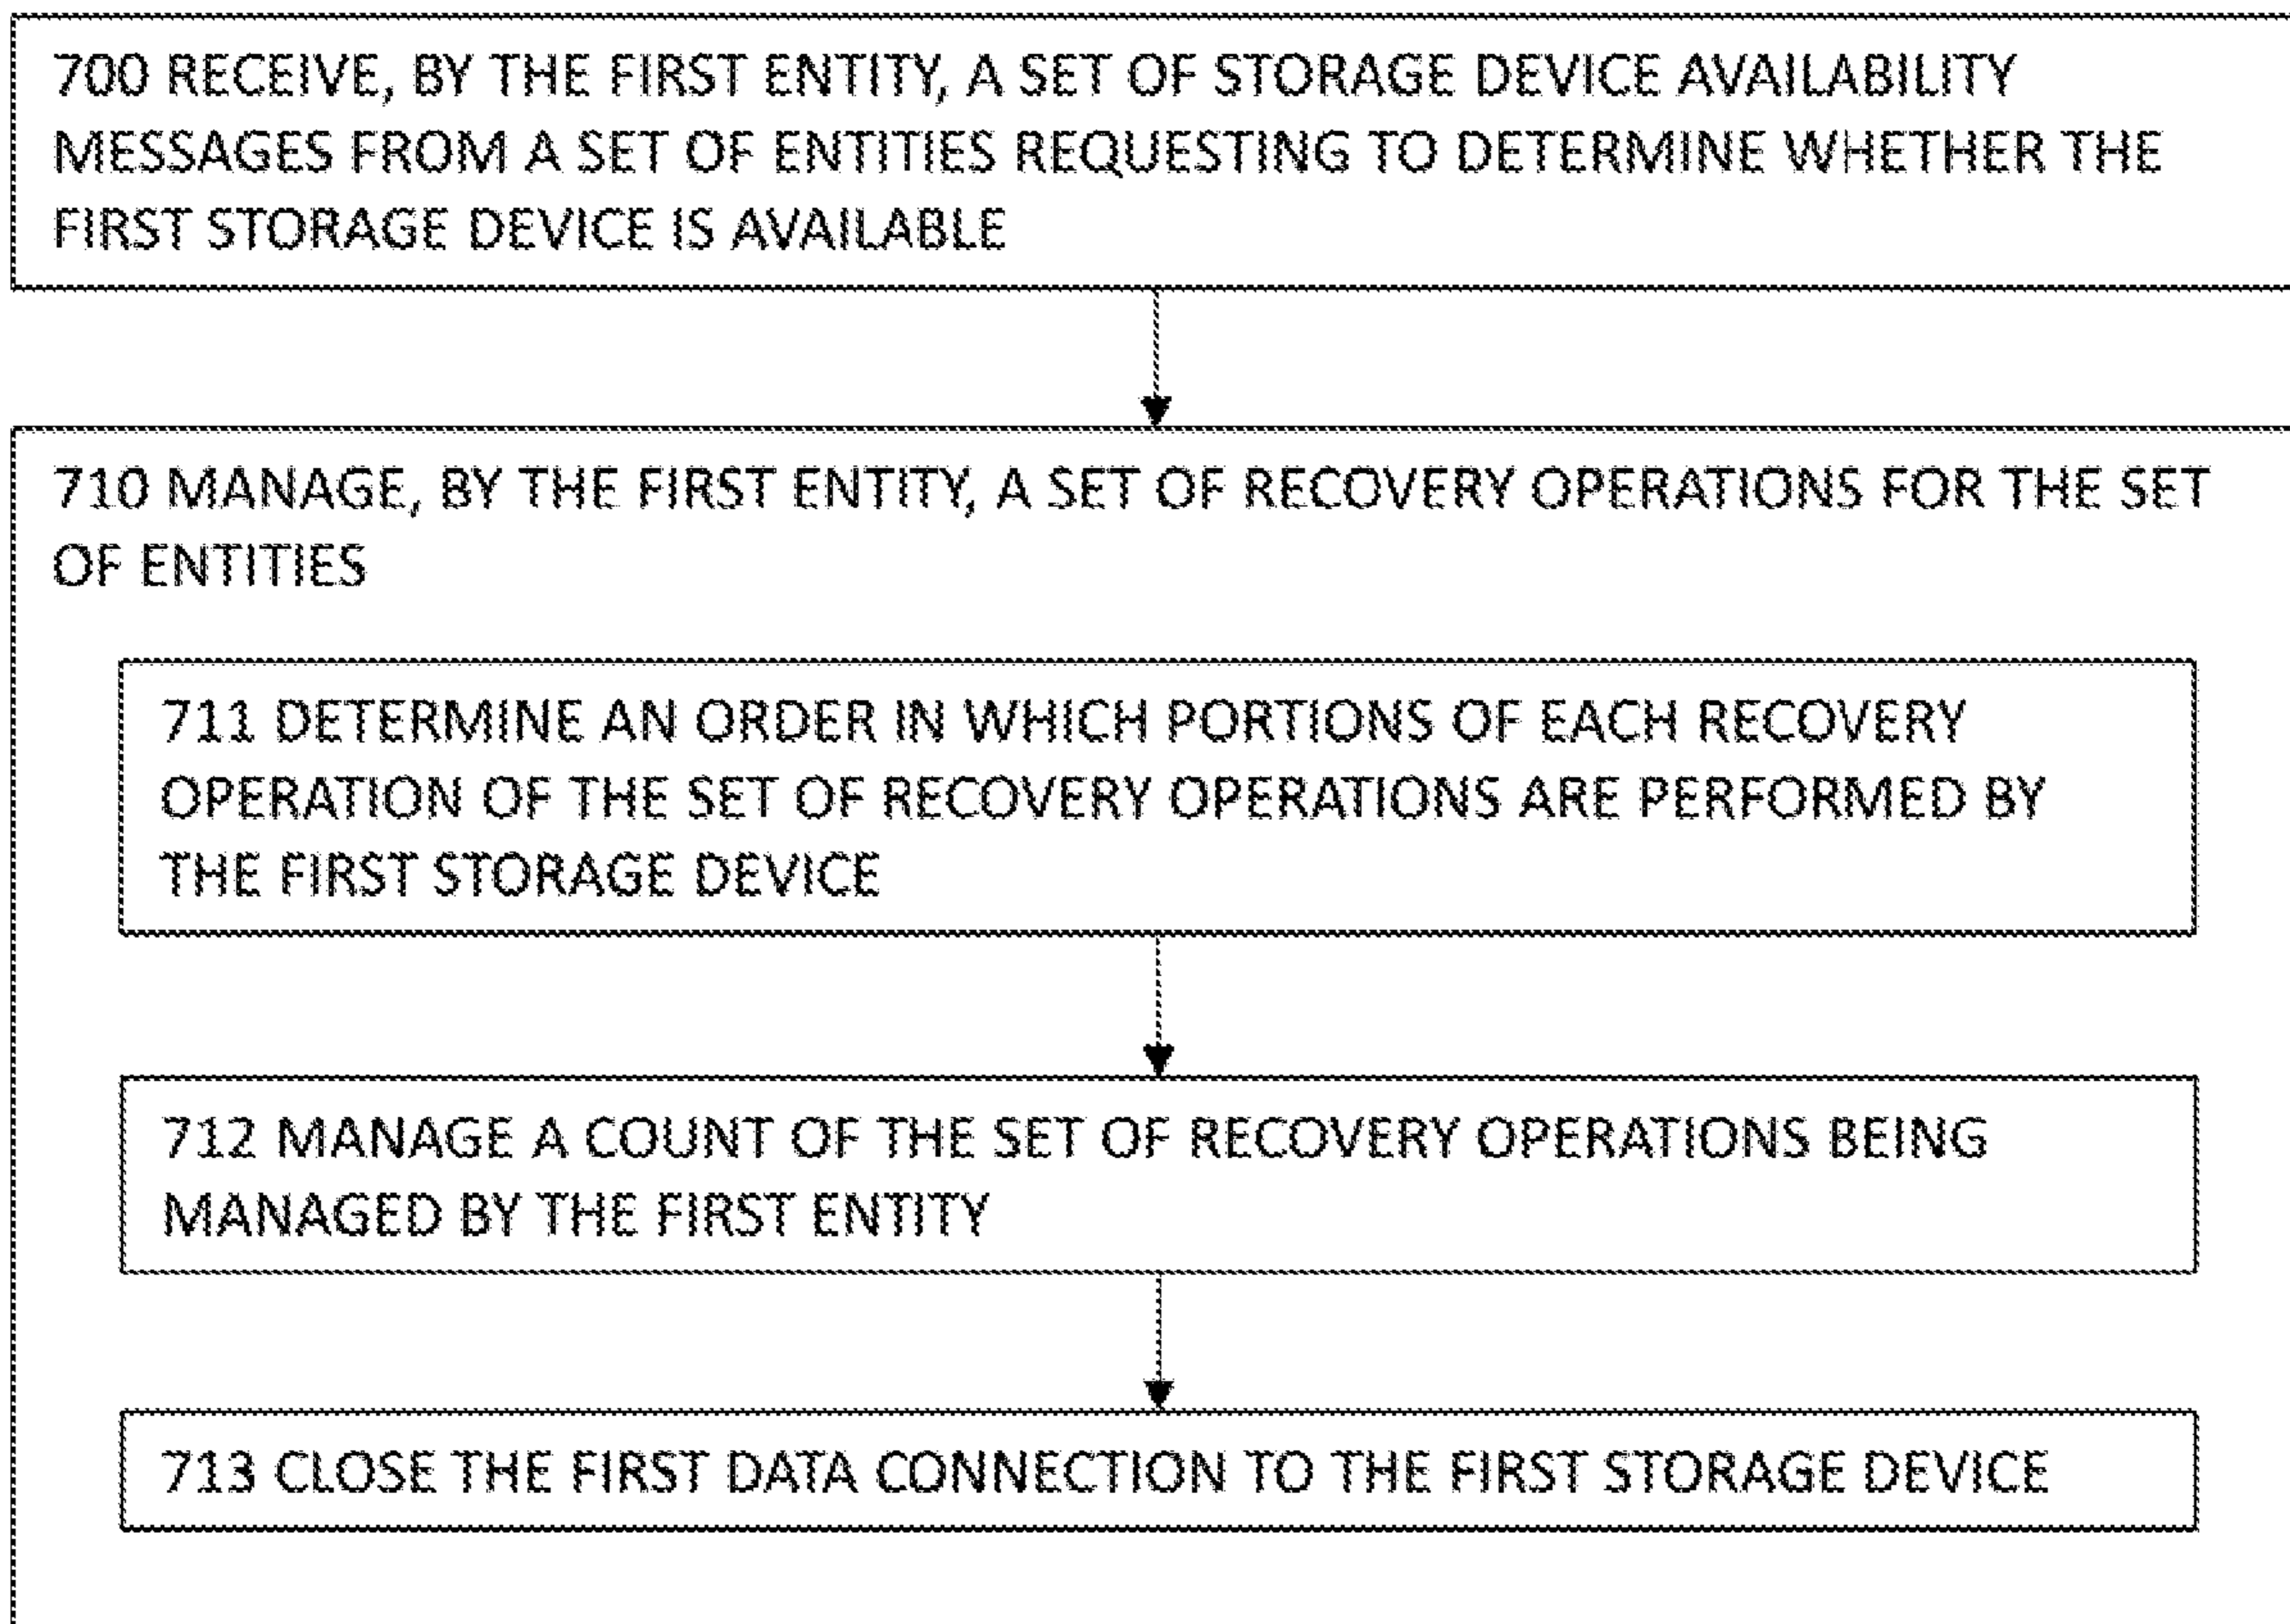 700 RECEIVE, BY THE FIRST ENTITY, A SET OF STORAGE DEVICE AVAILABILITY
MESSAGES FROM A SET OF ENTITIES REQUESTING TO DETERMINE WHETHER THE
FIRST STORAGE DEVICE IS AVAILABLE
710 MANAGE, BY THE FIRST ENTITY, A SET OF RECOVERY OPERATIONS FOR THE SET
OF ENTITIES
711 DETERMINE AN ORDER IN WHICH PORTIONS OF EACH RECOVERY
OPERATION OF THE SET OF RECOVERY OPERATIONS ARE PERFORMED BY
THE FIRST STORAGE DEVICE
712 MANAGE A COUNT OF THE SET OF RECOVERY OPERATIONS BEING
MANAGED BY THE FIRST ENTITY
713 CLOSE THE FIRST DATA CONNECTION TO THE FIRST STORAGE DEVICE